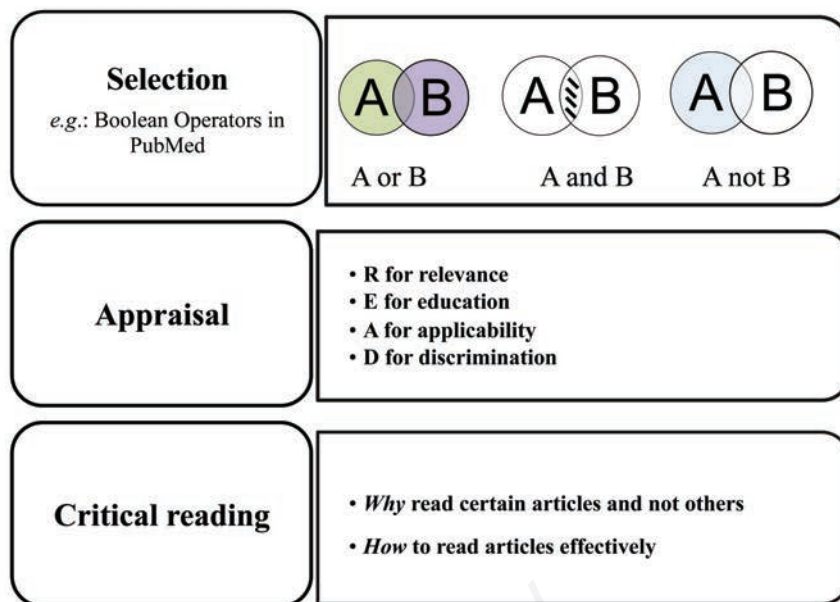 Selection
e.g.: Boolean Operators in
PubMed
A B
A B
A B
A or B
A and B
A not B
Appraisal
• R for relevance
• E for education
• A for applicability
• D for discrimination
Critical reading
• Why read certain articles and not others
• How to read articles effectively